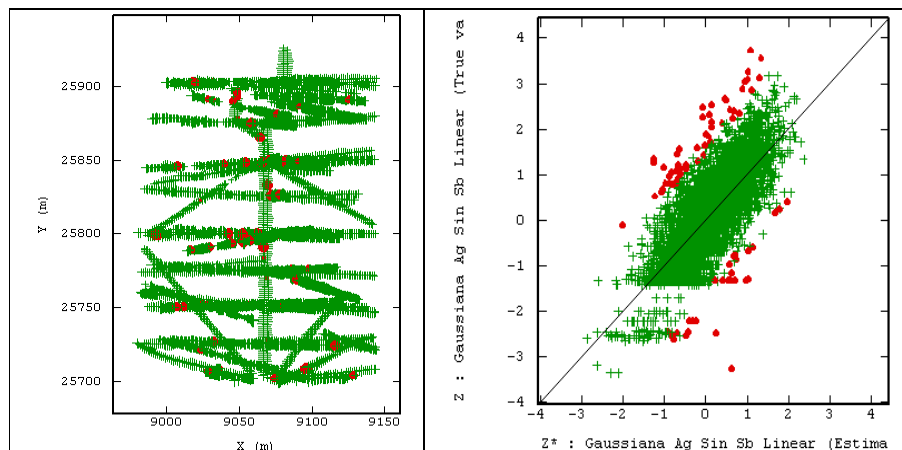 25900
25850
25800
25750
25700
Y (m)
9000 9050 9100 9150
X (m)
Z : Gaussiana Ag Sin Sb Linear (True va
4
3
2
1
0
-1
-2
-3
-4
-4 -3 -2 -1 0 1 2 3 4
Z* : Gaussiana Ag Sin Sb Linear (Estima